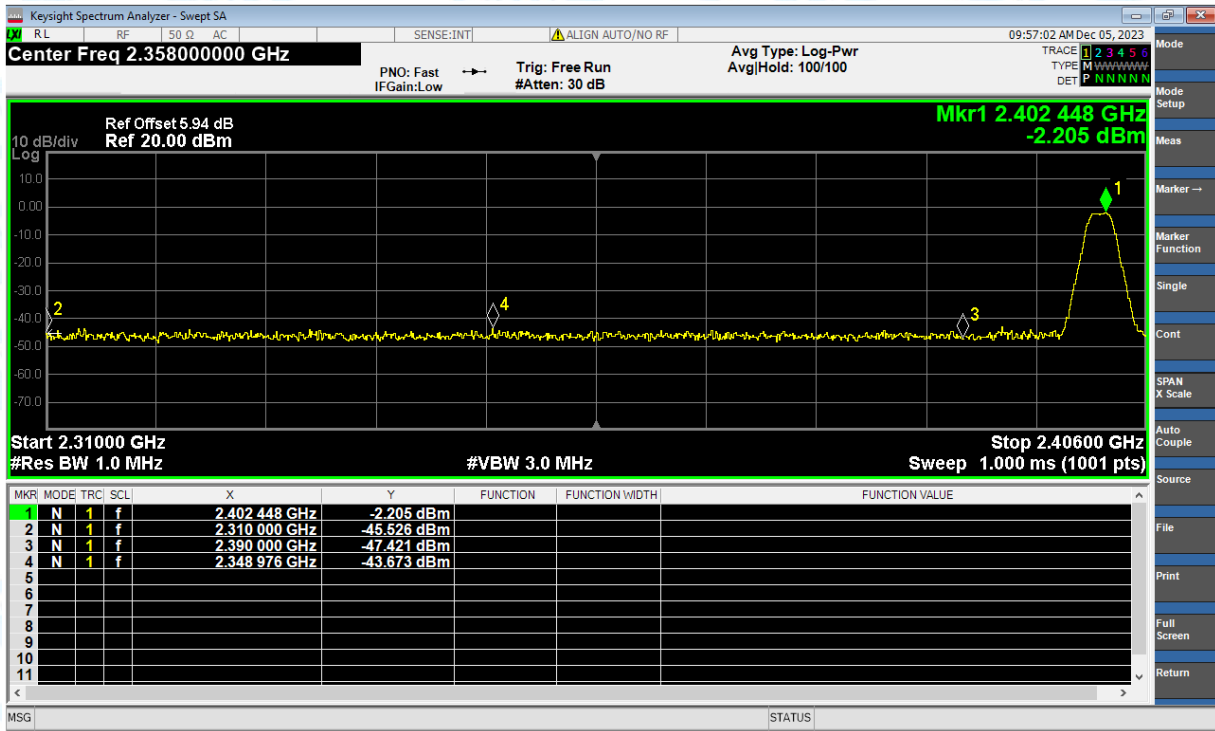 Keysight Spectrum Analyzer - Swept SA
LXI RL RF 50 Ω AC SENSE:INT ALIGN AUTO/NO RF 09:57:02 AM Dec 05, 2023
Center Freq 2.358000000 GHz
PNO: Fast
IFGain:Low
Trig: Free Run
#Atten: 30 dB
Avg Type: Log-Pwr
Avg|Hold: 100/100
TRACE 1 2 3 4 5 6
TYPE M WWWWW
DET P N N N N N
Ref Offset 5.94 dB
10 dB/div Ref 20.00 dBm
Log
Mkr1 2.402 448 GHz
-2.205 dBm
10.0
0.00
-10.0
-20.0
-30.0
-40.0
-50.0
-60.0
-70.0
1
2
4
3
Start 2.31000 GHz Stop 2.40600 GHz
#Res BW 1.0 MHz #VBW 3.0 MHz Sweep 1.000 ms (1001 pts)
MKR MODE TRC SCL X Y FUNCTION FUNCTION WIDTH FUNCTION VALUE
1 N 1 f 2.402 448 GHz -2.205 dBm
2 N 1 f 2.310 000 GHz -45.526 dBm
3 N 1 f 2.390 000 GHz -47.421 dBm
4 N 1 f 2.348 976 GHz -43.673 dBm
5
6
7
8
9
10
11
MSG STATUS
Mode
Mode
Setup
Meas
Marker →
Marker
Function
Single
Cont
SPAN
X Scale
Auto
Couple
Source
File
Print
Full
Screen
Return